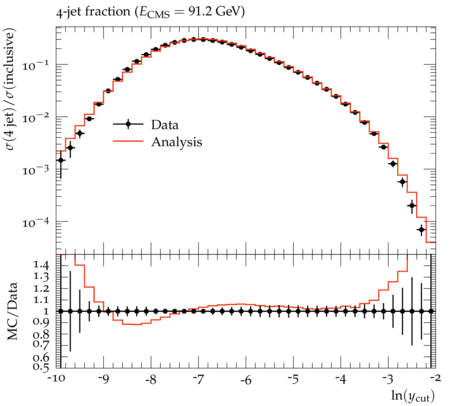 4-jet fraction (E_CMS = 91.2 GeV)
σ(4 jet)/σ(inclusive)
10⁻¹
10⁻²
10⁻³
10⁻⁴
Data
Analysis
MC/Data
1.4
1.3
1.2
1.1
1
0.9
0.8
0.7
0.6
0.5
-10 -9 -8 -7 -6 -5 -4 -3 -2
ln(y_cut)